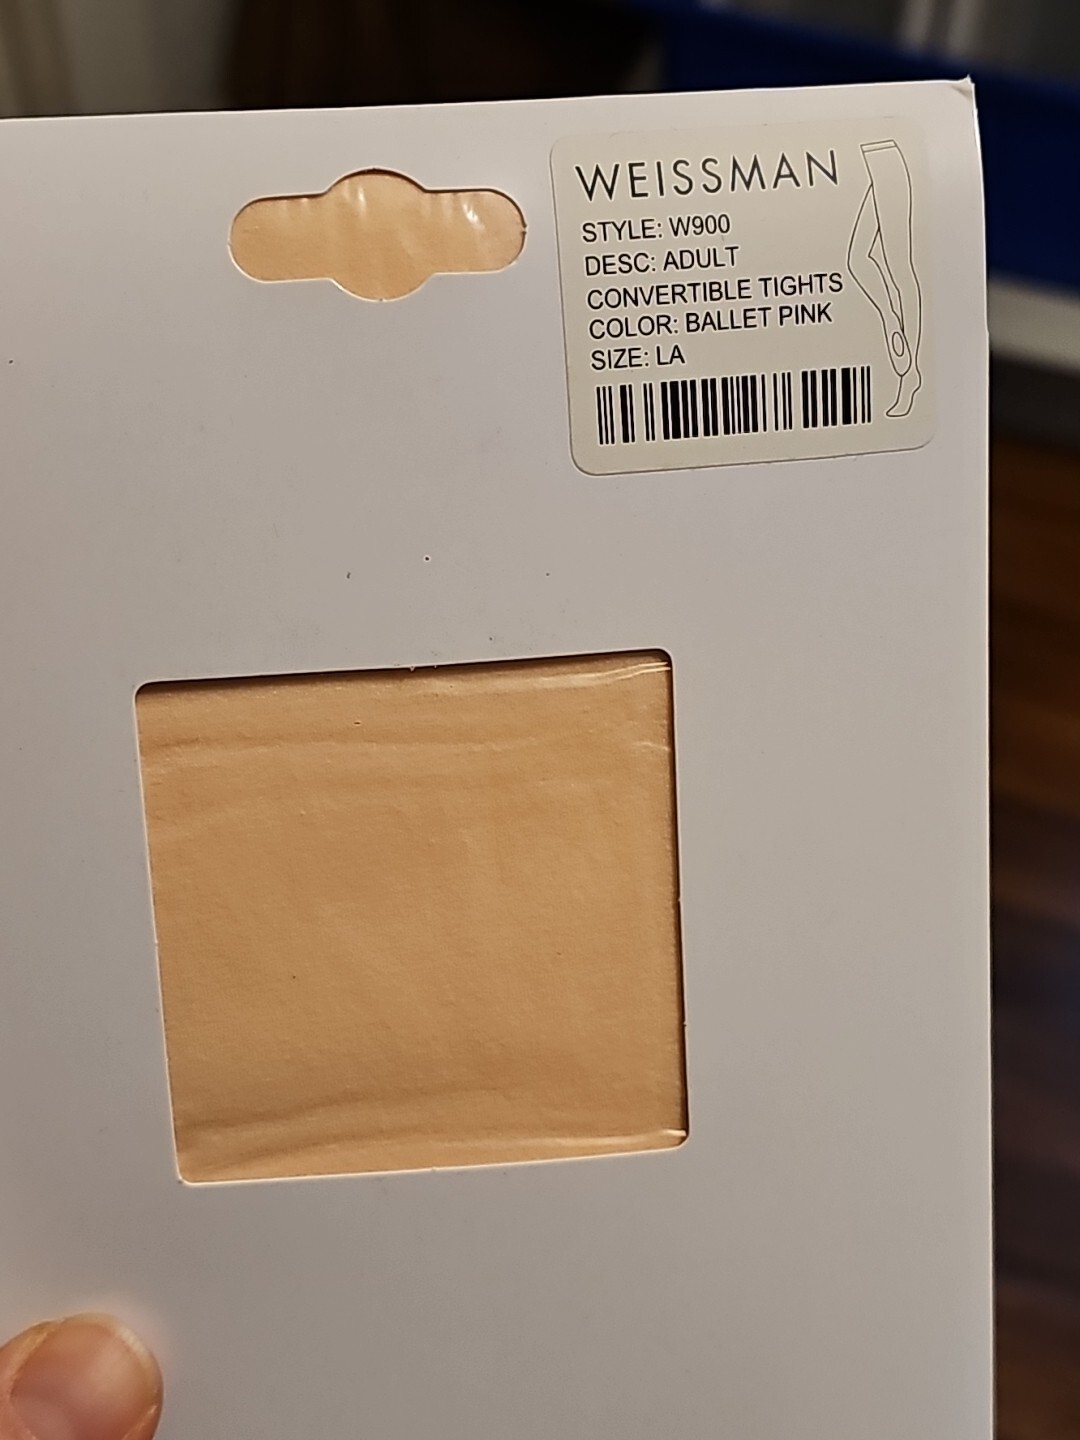 WEISSMAN
STYLE: W900
DESC: ADULT
CONVERTIBLE TIGHTS
COLOR: BALLET PINK
SIZE: LA